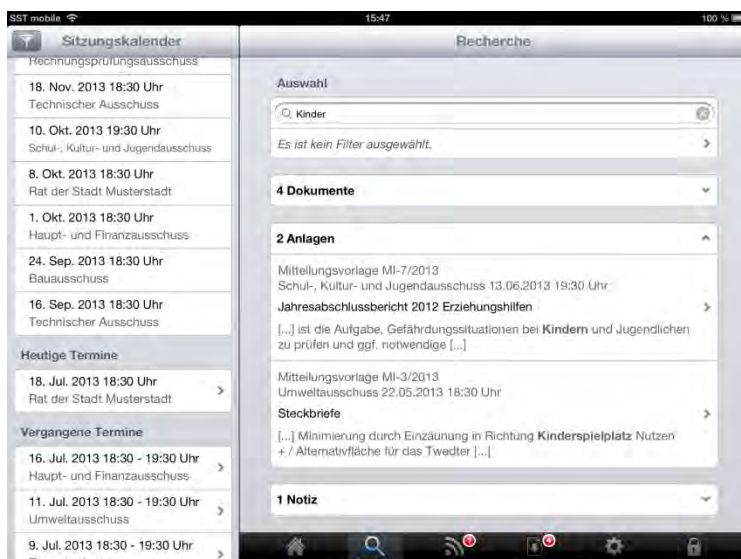 SST mobile
15:47
100 %
Sitzungskalender
Rechnungsprüfungsausschuss
18. Nov. 2013 18:30 Uhr
Technischer Ausschuss
10. Okt. 2013 19:30 Uhr
Schul-, Kultur- und Jugendausschuss
8. Okt. 2013 18:30 Uhr
Rat der Stadt Musterstadt
1. Okt. 2013 18:30 Uhr
Haupt- und Finanzausschuss
24. Sep. 2013 18:30 Uhr
Bauausschuss
16. Sep. 2013 18:30 Uhr
Technischer Ausschuss
Heutige Termine
18. Jul. 2013 18:30 Uhr
Rat der Stadt Musterstadt
Vergangene Termine
16. Jul. 2013 18:30 - 19:30 Uhr
Haupt- und Finanzausschuss
11. Jul. 2013 18:30 - 19:30 Uhr
Umweltausschuss
9. Jul. 2013 18:30 - 19:30 Uhr
Recherche
Auswahl
Kinder
Es ist kein Filter ausgewählt.
4 Dokumente
2 Anlagen
Mitteilungsvorlage MI-7/2013
Schul-, Kultur- und Jugendausschuss 13.06.2013 19:30 Uhr
Jahresabschlussbericht 2012 Erziehungshilfen
[...] ist die Aufgabe, Gefährdungssituationen bei Kindern und Jugendlichen
zu prüfen und ggf. notwendige [...]
Mitteilungsvorlage MI-3/2013
Umweltausschuss 22.05.2013 18:30 Uhr
Steckbriefe
[...] Minimierung durch Einzäunung in Richtung Kinderspielplatz Nutzen
+ / Alternativfläche für das Twedter [...]
1 Notiz